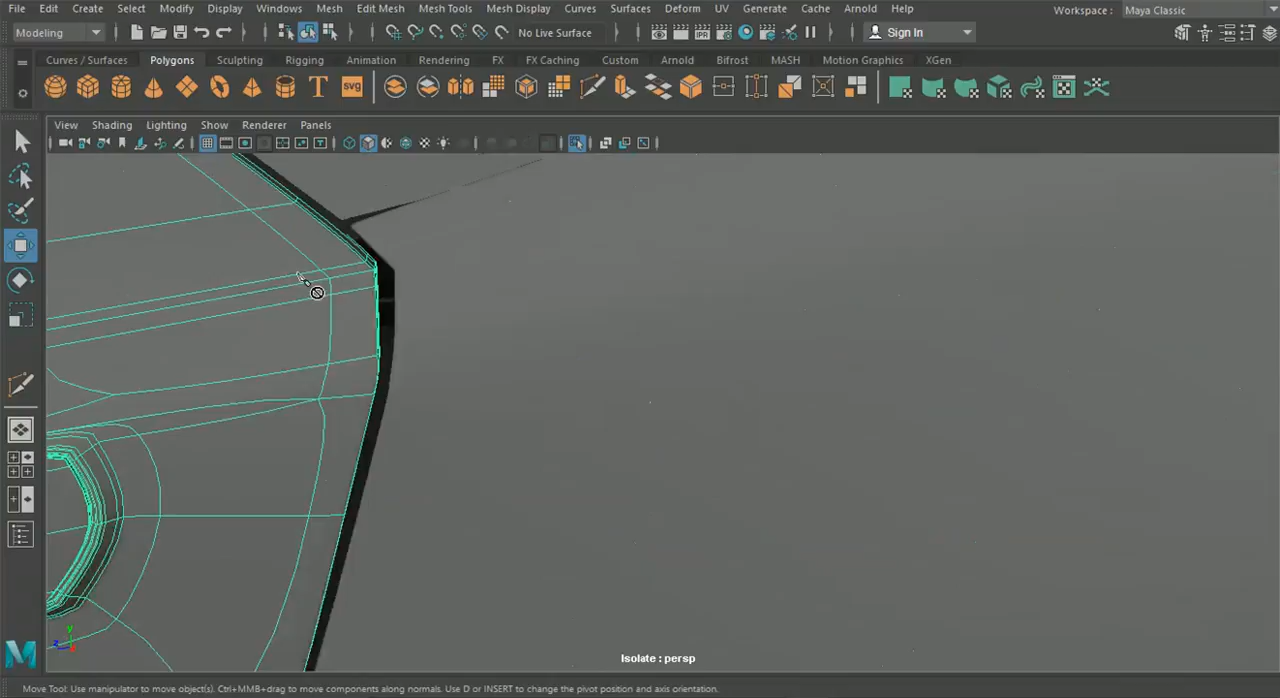 File Edit Create Select Modify Display Windows Mesh Edit Mesh Mesh Tools Mesh Display Curves Surfaces Deform UV Generate Cache Arnold Help Workspace : Maya Classic
Modeling No Live Surface Sign In
Curves / Surfaces Polygons Sculpting Rigging Animation Rendering FX FX Caching Custom Arnold Bifrost MASH Motion Graphics XGen
T SVG
View Shading Lighting Show Renderer Panels
Isolate : persp
y
z x
M
Move Tool: Use manipulator to move object(s). Ctrl+MMB+drag to move components along normals. Use D or INSERT to change the pivot position and axis orientation.